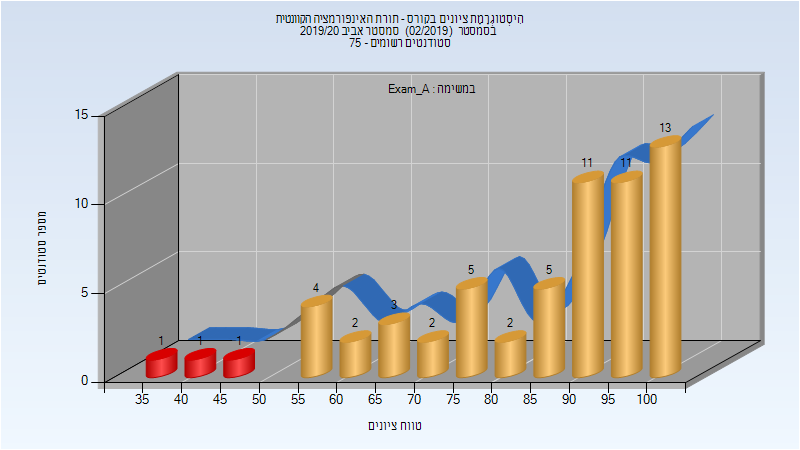 הִיסְטוֹגְרָמַת ציונים בקורס - תורת האינפורמציה הקוונטית
בסמסטר (02/2019) סמסטר אביב 2019/20
סטודנטים רשומים - 75
במשימה : Exam_A
מספר סטודנטים
15
10
5
0
1
1
1
4
2
3
2
5
2
5
11
11
13
35 40 45 50 55 60 65 70 75 80 85 90 95 100
טווח ציונים